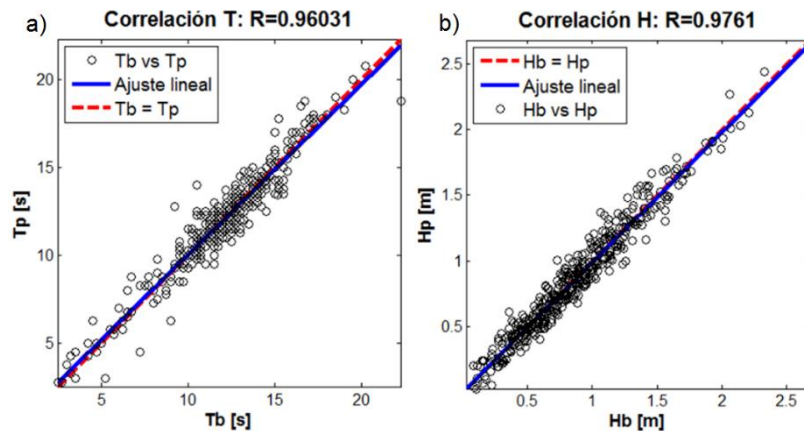 a)
Correlación T: R=0.96031
Tb vs Tp
Ajuste lineal
Tb = Tp
20
15
10
5
Tp [s]
5 10 15 20
Tb [s]
b)
Correlación H: R=0.9761
Hb = Hp
Ajuste lineal
Hb vs Hp
2.5
2
1.5
1
0.5
Hp [m]
0.5 1 1.5 2 2.5
Hb [m]